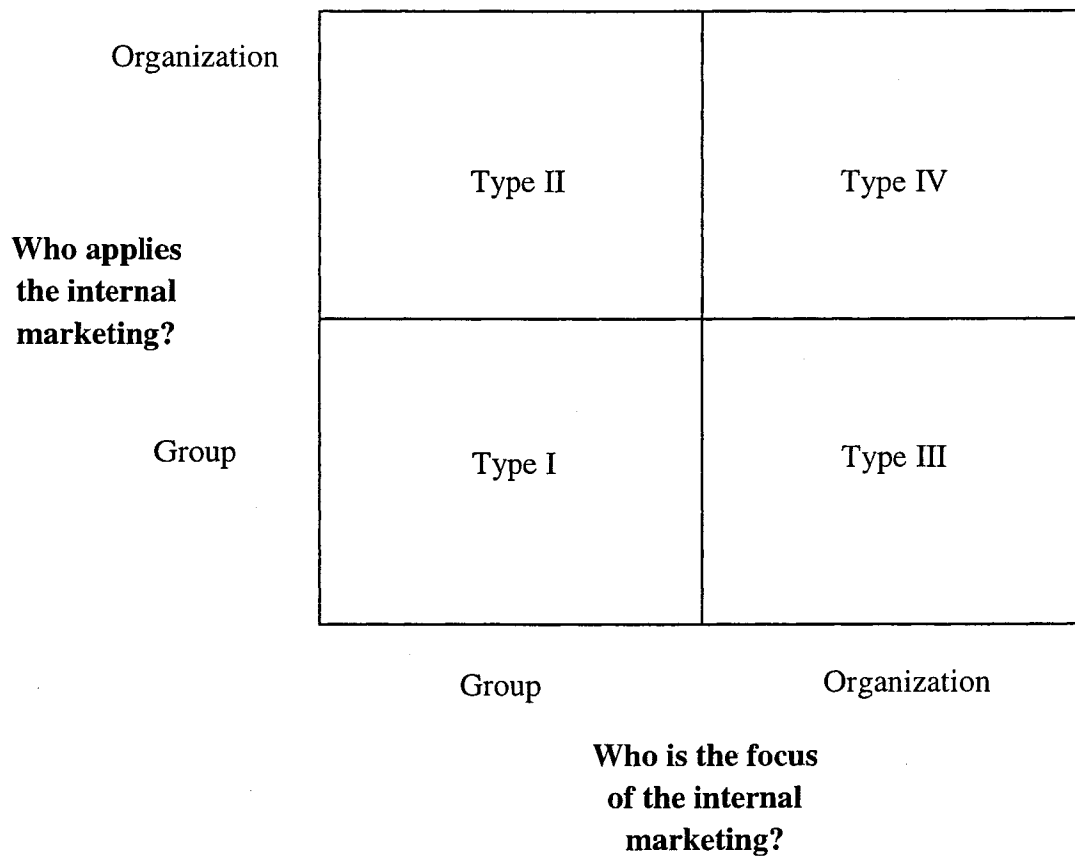 Organization
Type II
Type IV
Who applies
the internal
marketing?
Group
Type I
Type III
Group
Organization
Who is the focus
of the internal
marketing?